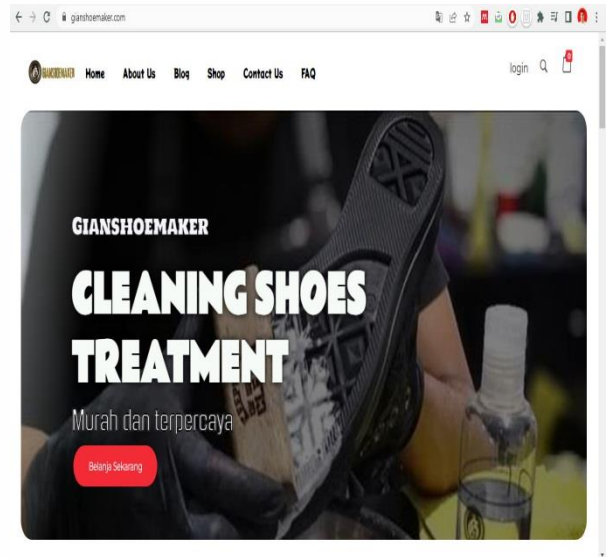 gianshoemaker.com
GIANSHOEMAKER Home About Us Blog Shop Contact Us FAQ login
GIANSHOEMAKER
CLEANING SHOES
TREATMENT
Murah dan terpercaya
Belanja Sekarang